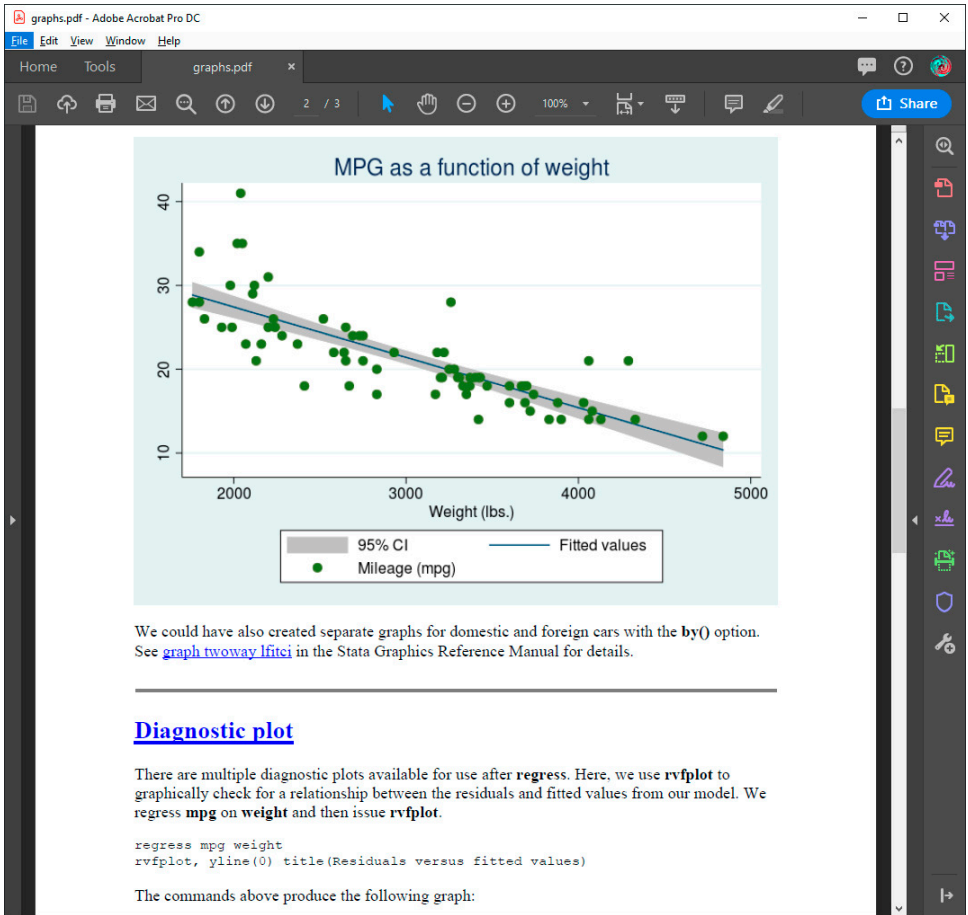 graphs.pdf - Adobe Acrobat Pro DC
File Edit View Window Help
Home Tools graphs.pdf ×
2 / 3 100% Share
MPG as a function of weight
40
30
20
10
2000 3000 4000 5000
Weight (lbs.)
95% CI Fitted values
Mileage (mpg)
We could have also created separate graphs for domestic and foreign cars with the by() option.
See graph twoway lfitci in the Stata Graphics Reference Manual for details.
Diagnostic plot
There are multiple diagnostic plots available for use after regress. Here, we use rvfplot to
graphically check for a relationship between the residuals and fitted values from our model. We
regress mpg on weight and then issue rvfplot.
regress mpg weight
rvfplot, yline(0) title(Residuals versus fitted values)
The commands above produce the following graph: